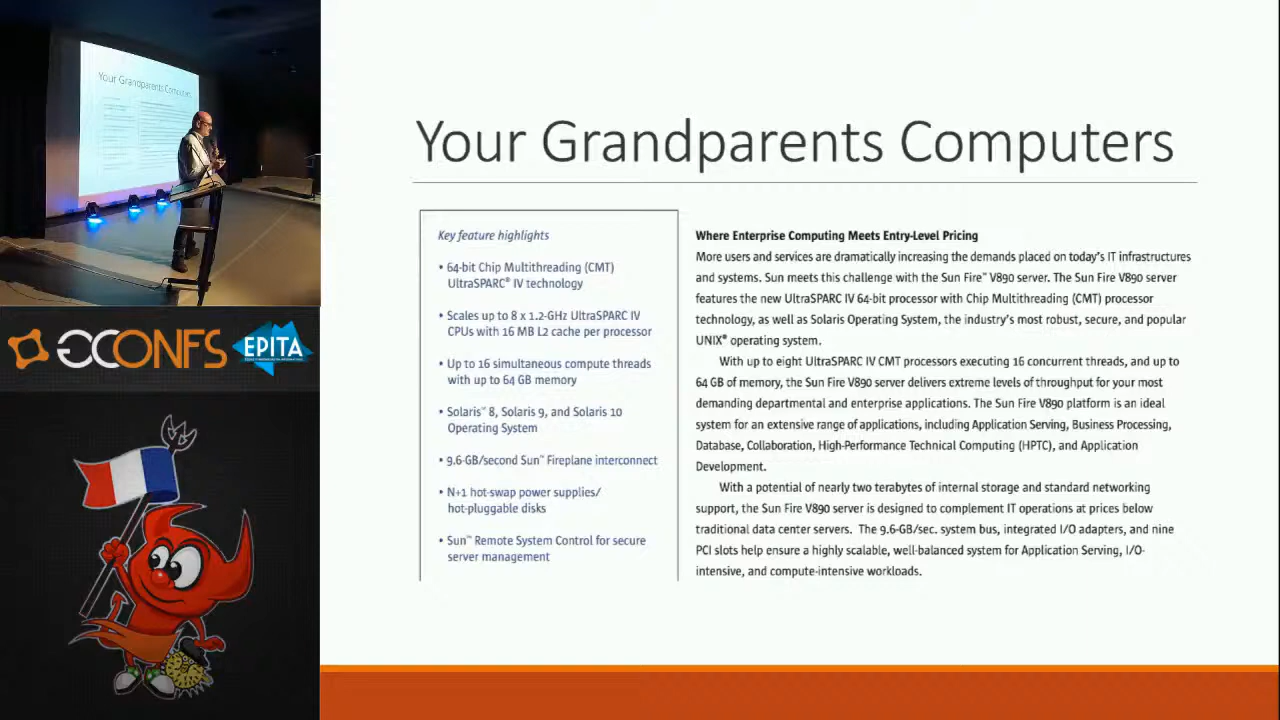 Your Grandparents Computers
GCONFS
EPITA
Your Grandparents Computers
Key feature highlights
• 64-bit Chip Multithreading (CMT)
UltraSPARC® IV technology
• Scales up to 8 x 1.2-GHz UltraSPARC IV
CPUs with 16 MB L2 cache per processor
• Up to 16 simultaneous compute threads
with up to 64 GB memory
• Solaris™ 8, Solaris 9, and Solaris 10
Operating System
• 9.6-GB/second Sun™ Fireplane interconnect
• N+1 hot-swap power supplies/
hot-pluggable disks
• Sun™ Remote System Control for secure
server management
Where Enterprise Computing Meets Entry-Level Pricing
More users and services are dramatically increasing the demands placed on today's IT infrastructures
and systems. Sun meets this challenge with the Sun Fire™ V890 server. The Sun Fire V890 server
features the new UltraSPARC IV 64-bit processor with Chip Multithreading (CMT) processor
technology, as well as Solaris Operating System, the industry's most robust, secure, and popular
UNIX® operating system.
With up to eight UltraSPARC IV CMT processors executing 16 concurrent threads, and up to
64 GB of memory, the Sun Fire V890 server delivers extreme levels of throughput for your most
demanding departmental and enterprise applications. The Sun Fire V890 platform is an ideal
system for an extensive range of applications, including Application Serving, Business Processing,
Database, Collaboration, High-Performance Technical Computing (HPTC), and Application
Development.
With a potential of nearly two terabytes of internal storage and standard networking
support, the Sun Fire V890 server is designed to complement IT operations at prices below
traditional data center servers. The 9.6-GB/sec. system bus, integrated I/O adapters, and nine
PCI slots help ensure a highly scalable, well-balanced system for Application Serving, I/O-
intensive, and compute-intensive workloads.